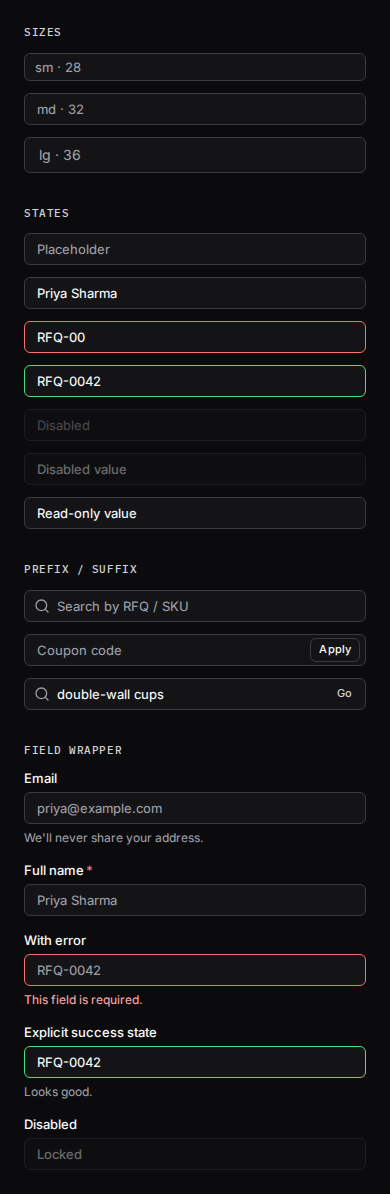 SIZES
sm · 28
md · 32
lg · 36
STATES
Placeholder
Priya Sharma
RFQ-00
RFQ-0042
Disabled
Disabled value
Read-only value
PREFIX / SUFFIX
Search by RFQ / SKU
Coupon code Apply
double-wall cups Go
FIELD WRAPPER
Email
priya@example.com
We'll never share your address.
Full name *
Priya Sharma
With error
RFQ-0042
This field is required.
Explicit success state
RFQ-0042
Looks good.
Disabled
Locked